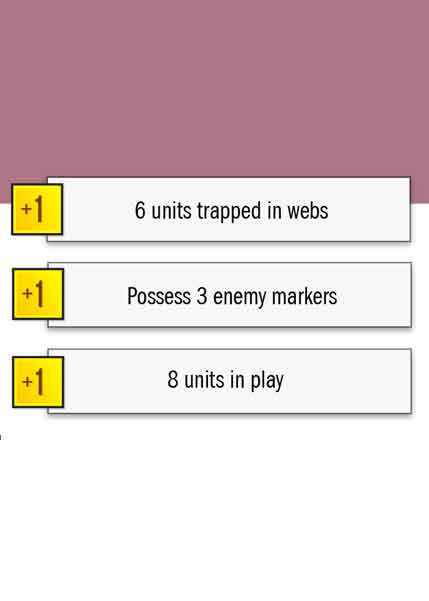 +1 6 units trapped in webs
+1 Possess 3 enemy markers
+1 8 units in play